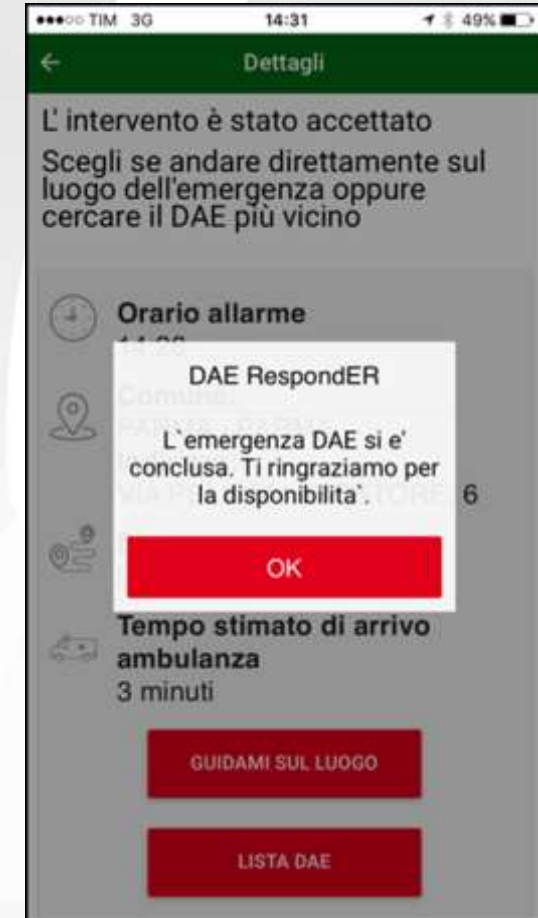 TIM 3G 14:31 49%
Dettagli
L' intervento è stato accettato
Scegli se andare direttamente sul
luogo dell'emergenza oppure
cercare il DAE più vicino
Orario allarme
DAE RespondER
L`emergenza DAE si e'
conclusa. Ti ringraziamo per
la disponibilita`.
6
OK
Tempo stimato di arrivo
ambulanza
3 minuti
GUIDAMI SUL LUOGO
LISTA DAE